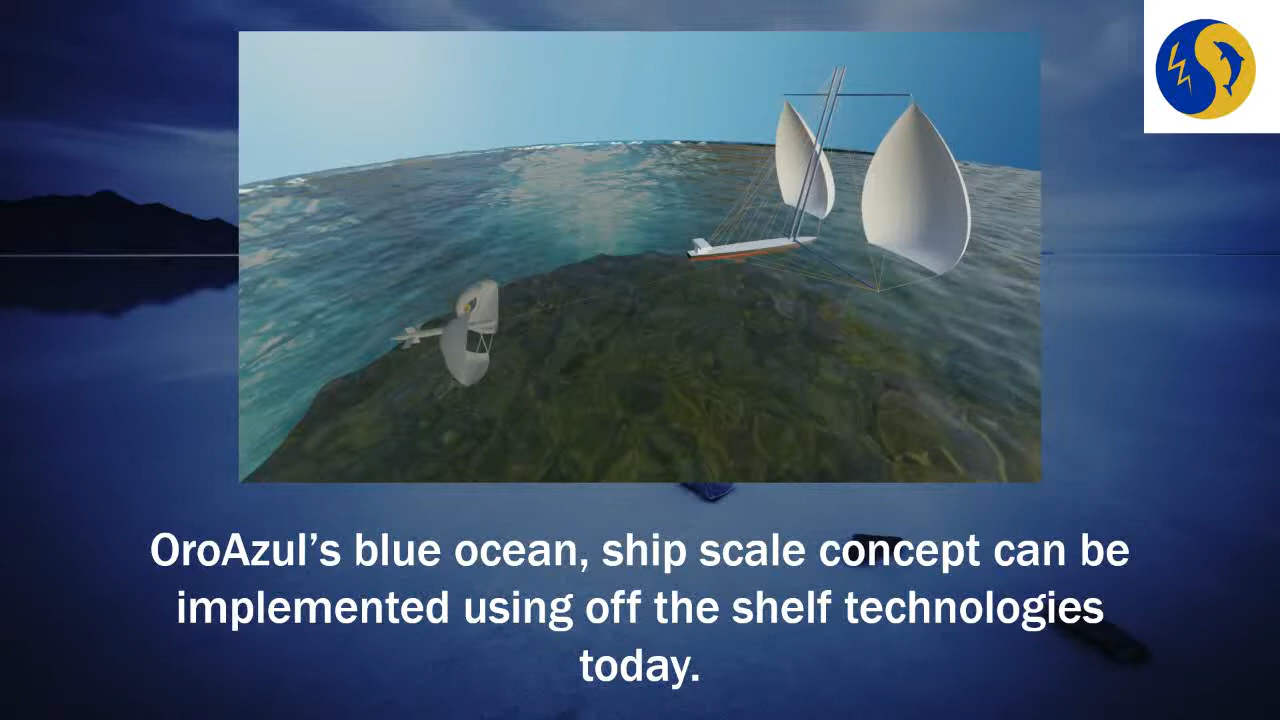 OroAzul’s blue ocean, ship scale concept can be
implemented using off the shelf technologies
today.